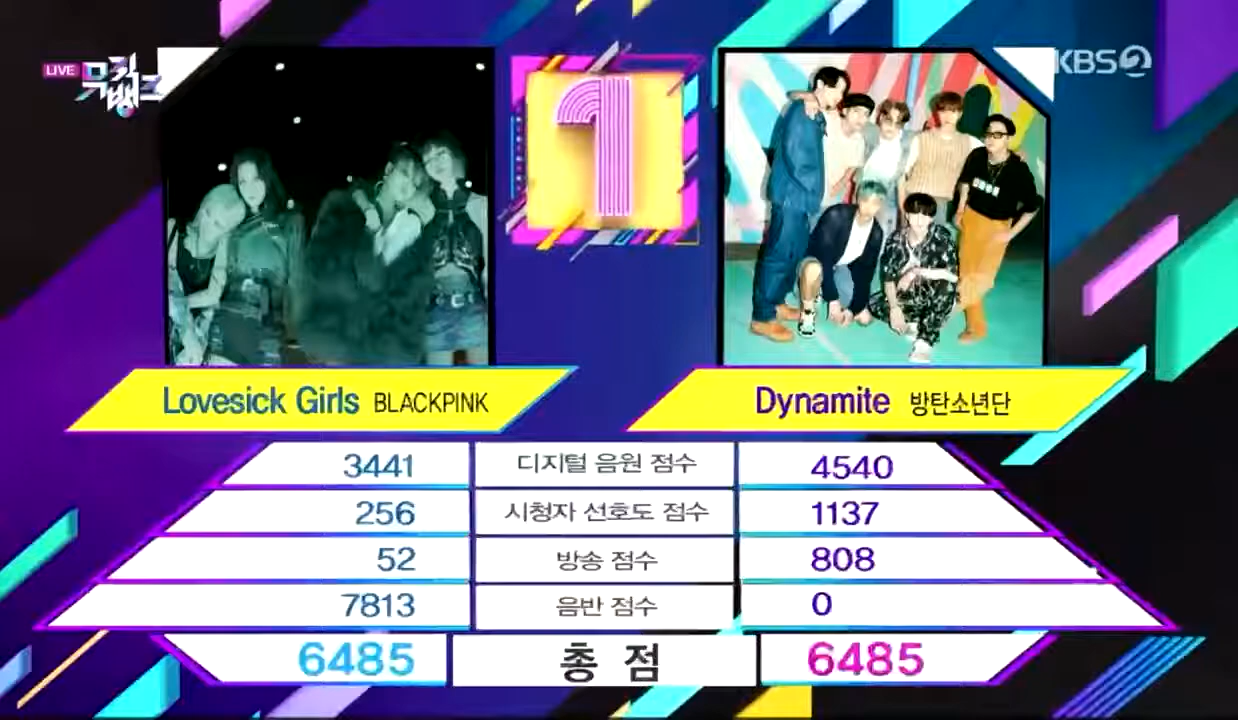 LIVE 뮤직뱅크
KBS2
1
Lovesick Girls BLACKPINK
Dynamite 방탄소년단
3441 디지털 음원 점수 4540
256 시청자 선호도 점수 1137
52 방송 점수 808
7813 음반 점수 0
6485 총 점 6485